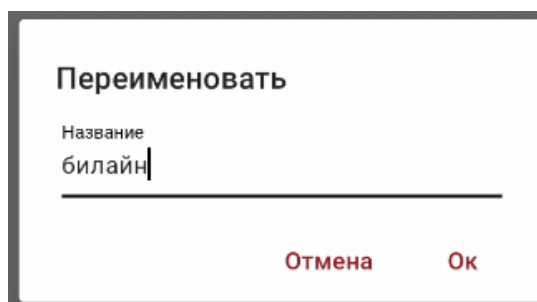 Переименовать
Название
билайн
Отмена Ок